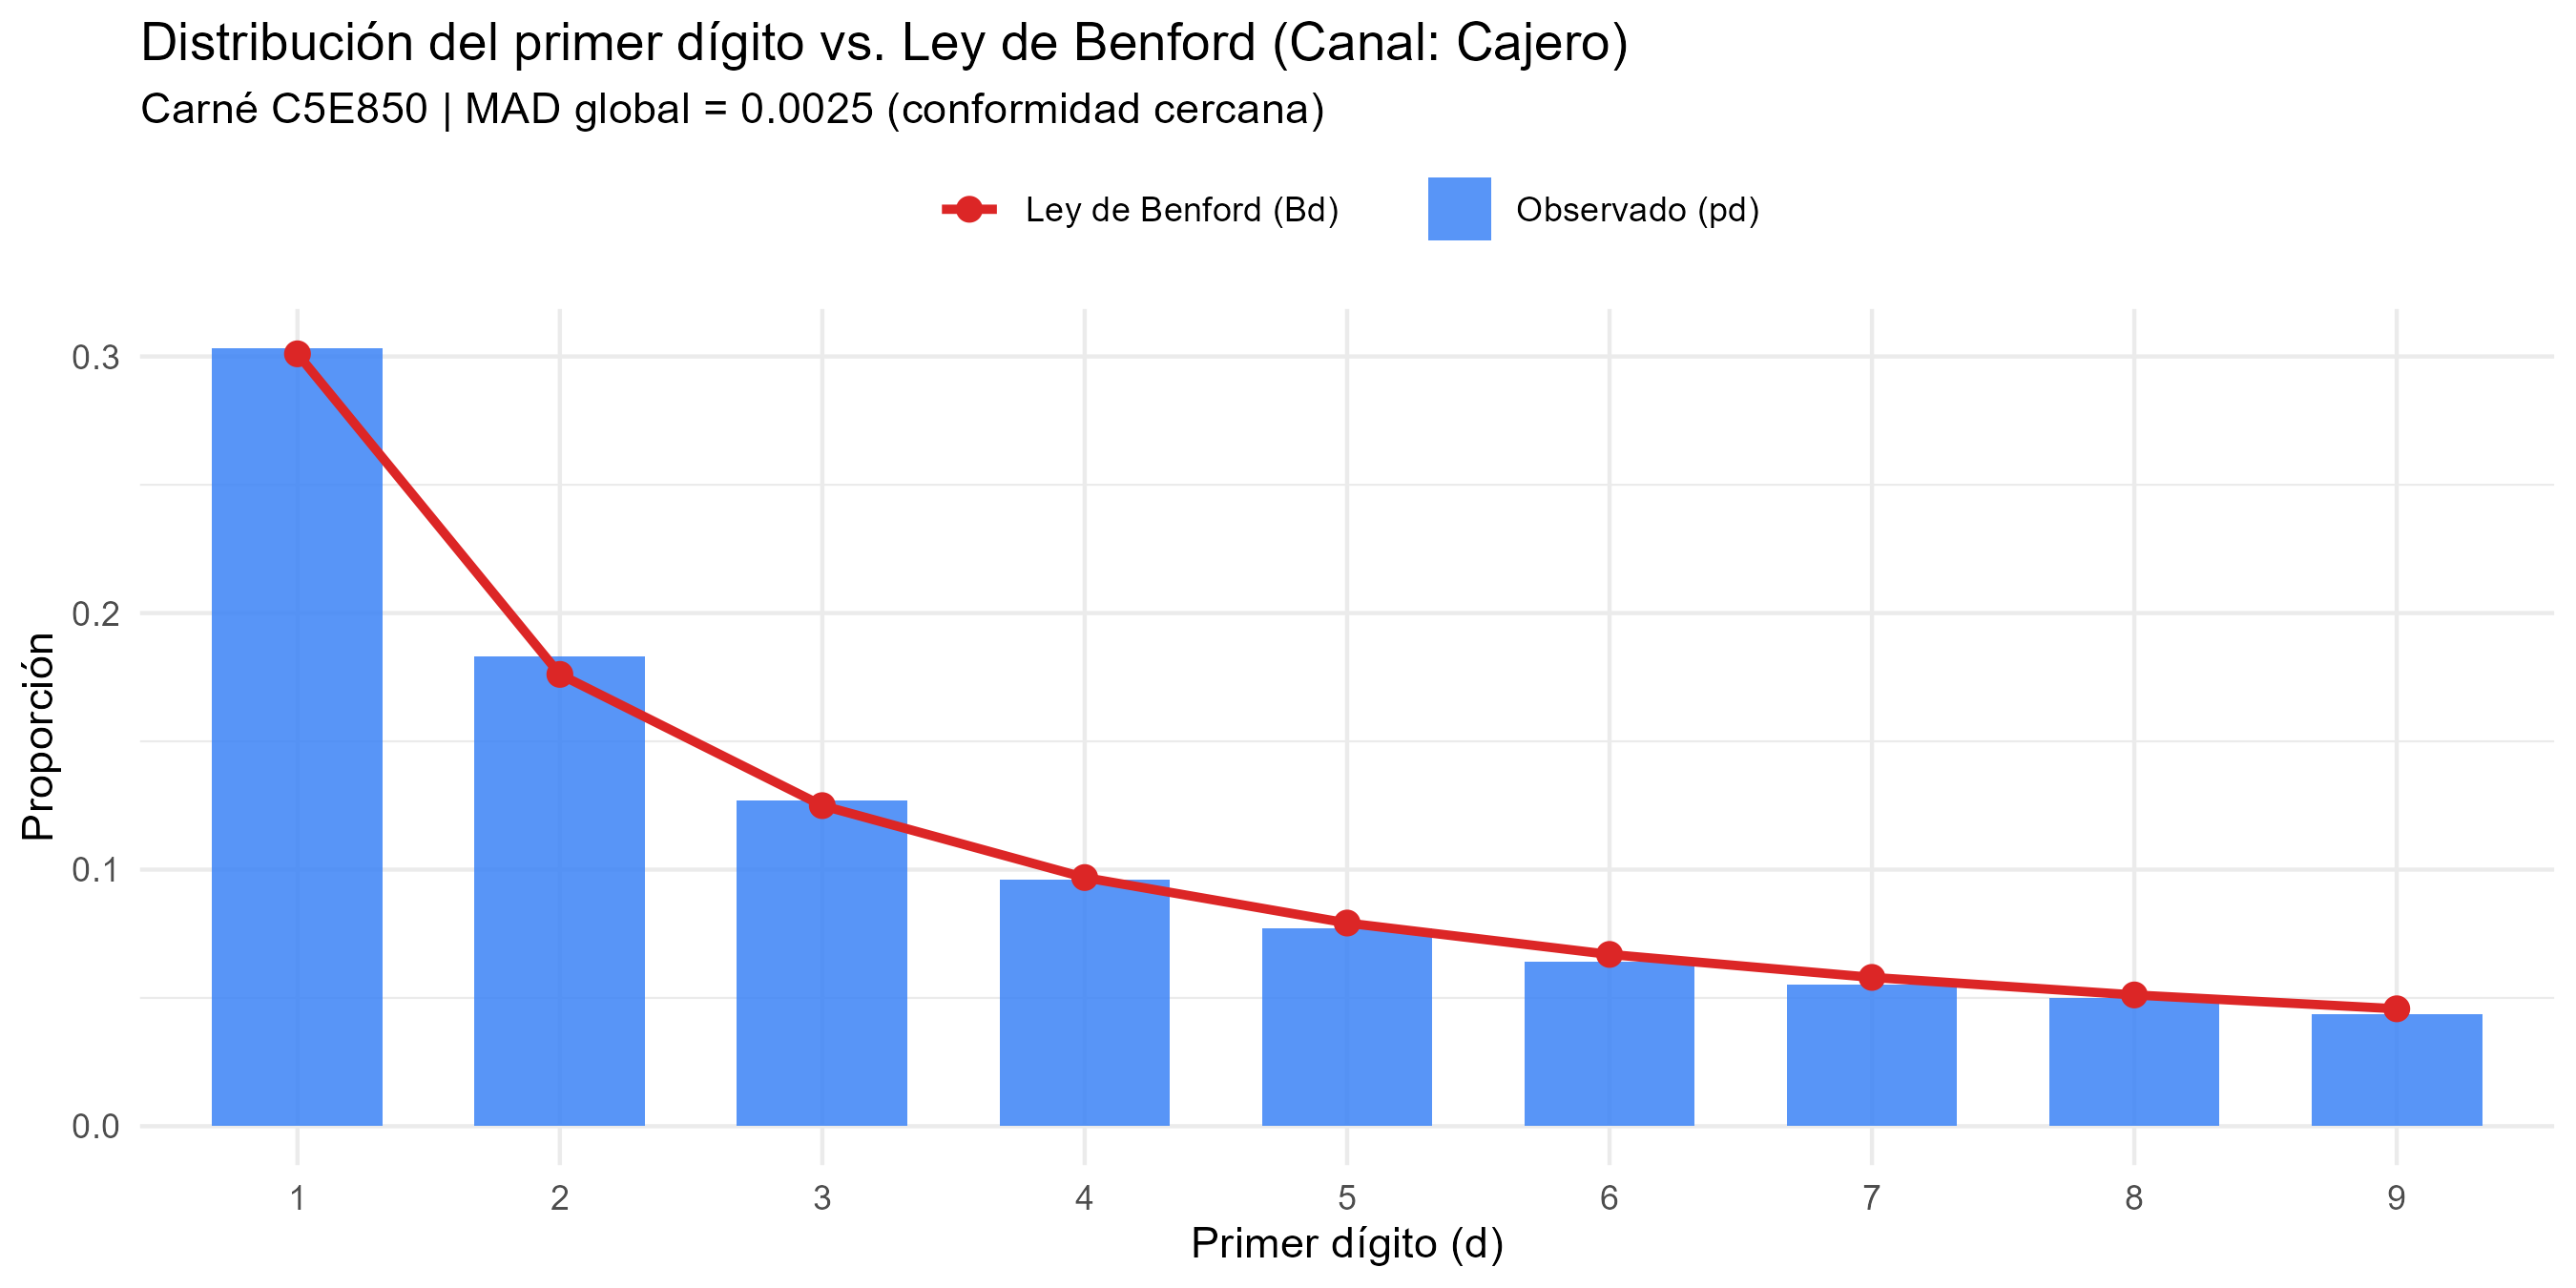 Distribución del primer dígito vs. Ley de Benford (Canal: Cajero)
Carné C5E850 | MAD global = 0.0025 (conformidad cercana)
Ley de Benford (Bd)
Observado (pd)
0.3
0.2
0.1
0.0
Proporción
1 2 3 4 5 6 7 8 9
Primer dígito (d)